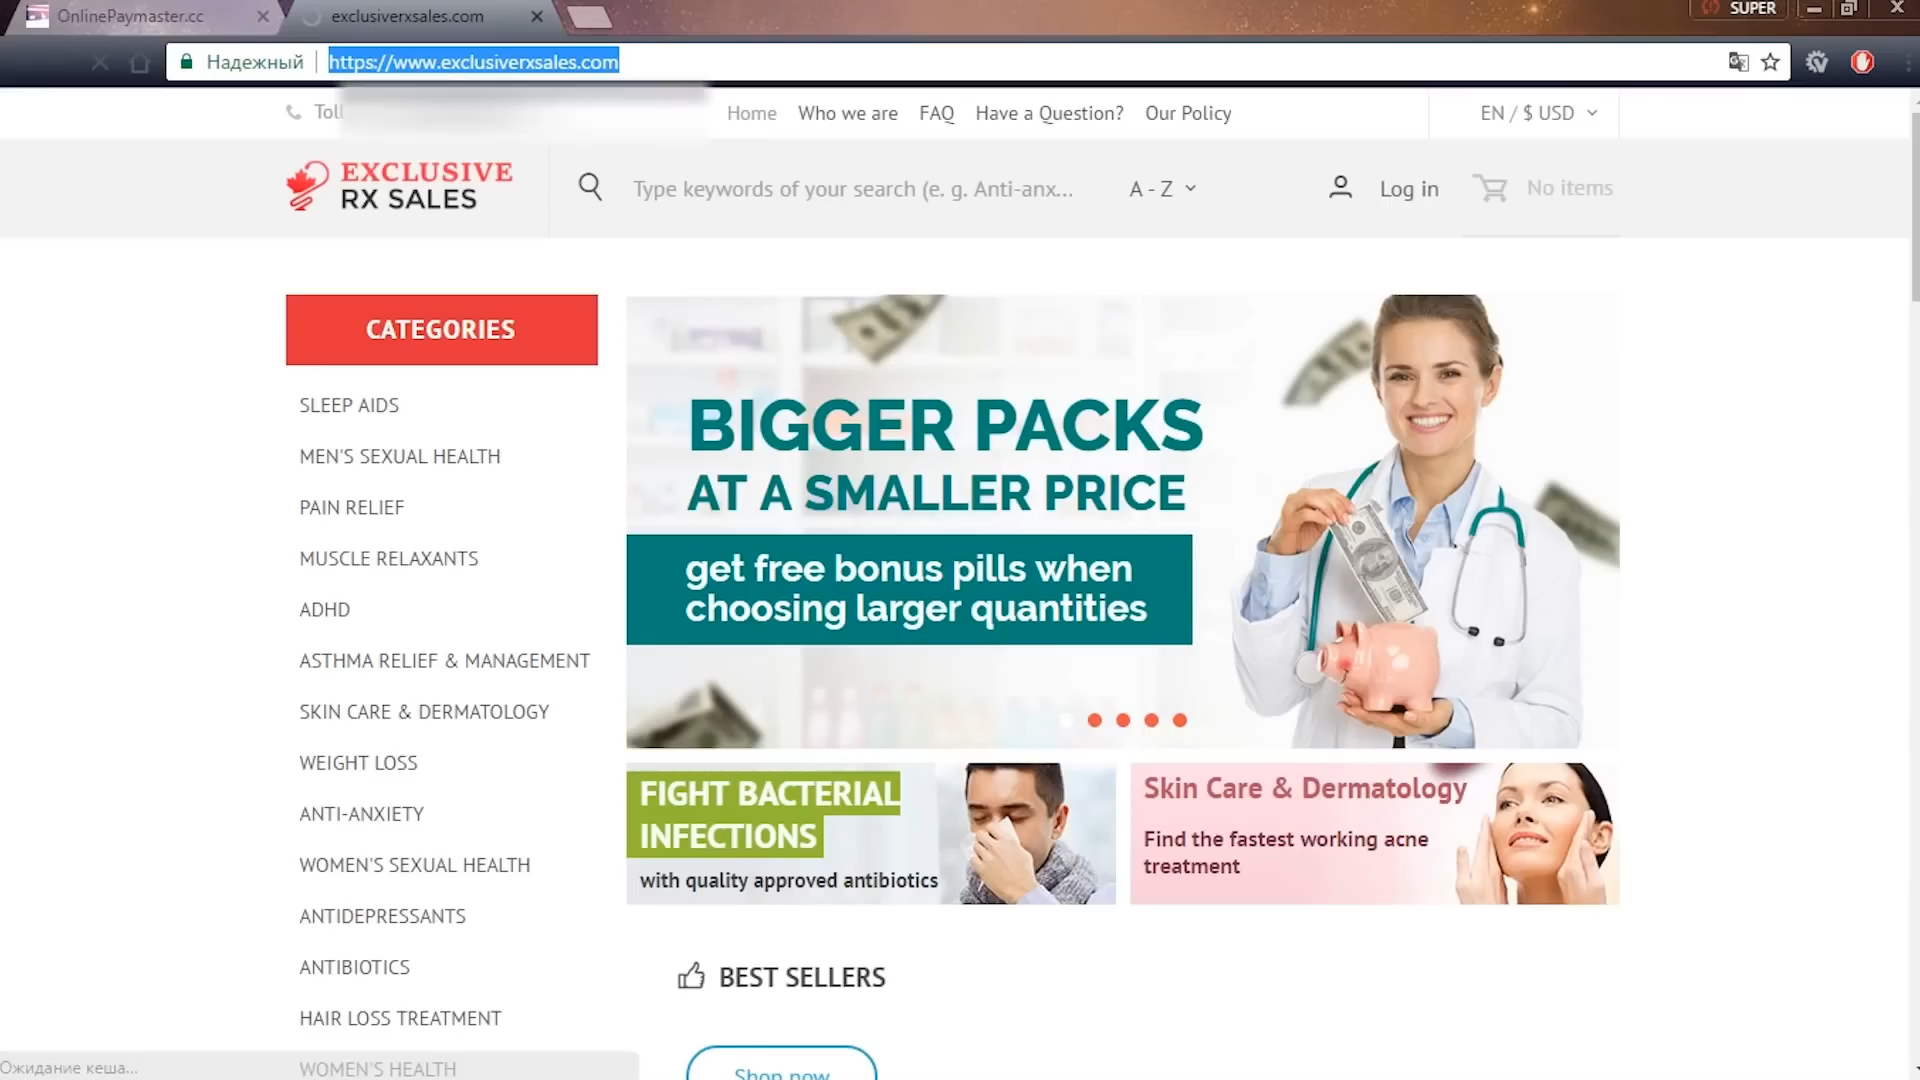 OnlinePaymaster.cc
exclusiverxsales.com
SUPER
Надежный
https://www.exclusiverxsales.com
Toll
Home
Who we are
FAQ
Have a Question?
Our Policy
EN / $ USD
EXCLUSIVE
RX SALES
Type keywords of your search (e. g. Anti-anx...
A - Z
Log in
No items
CATEGORIES
SLEEP AIDS
MEN'S SEXUAL HEALTH
PAIN RELIEF
MUSCLE RELAXANTS
ADHD
ASTHMA RELIEF & MANAGEMENT
SKIN CARE & DERMATOLOGY
WEIGHT LOSS
ANTI-ANXIETY
WOMEN'S SEXUAL HEALTH
ANTIDEPRESSANTS
ANTIBIOTICS
HAIR LOSS TREATMENT
WOMEN'S HEALTH
BIGGER PACKS
AT A SMALLER PRICE
get free bonus pills when
choosing larger quantities
FIGHT BACTERIAL
INFECTIONS
with quality approved antibiotics
Skin Care & Dermatology
Find the fastest working acne
treatment
BEST SELLERS
Shop now
Ожидание кеша...